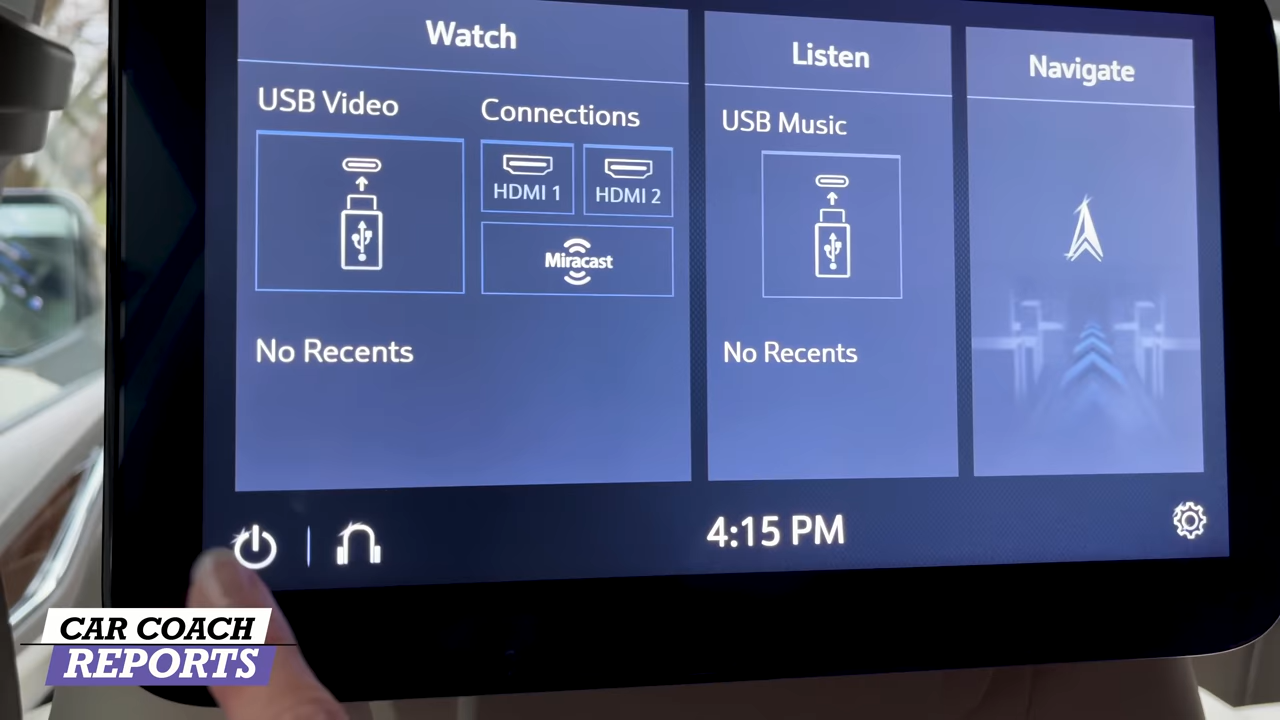 Watch
USB Video
Connections
HDMI 1
HDMI 2
Miracast
No Recents
Listen
USB Music
No Recents
Navigate
4:15 PM
CAR COACH
REPORTS